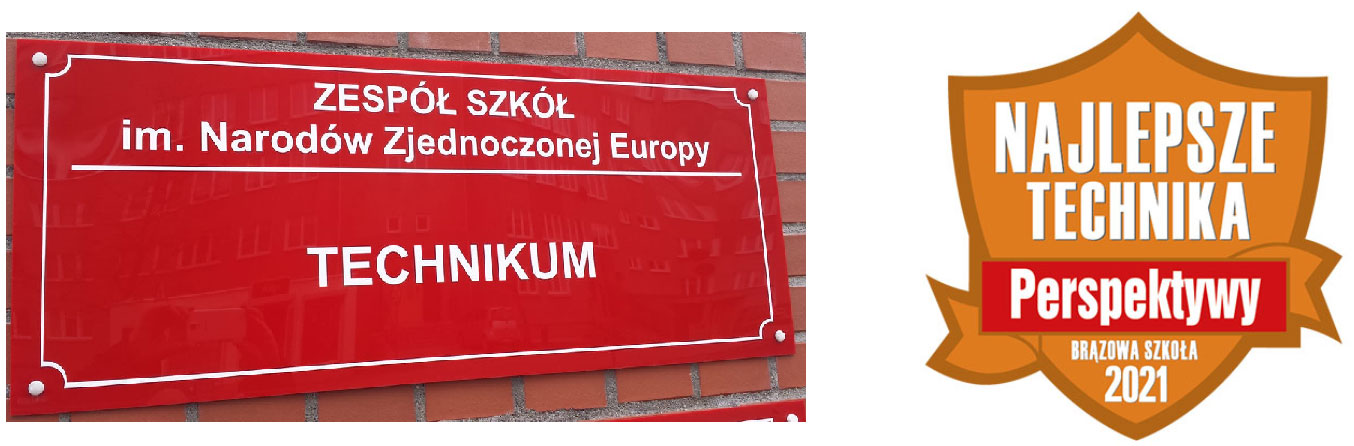 ZESPÓŁ SZKÓŁ
im. Narodów Zjednoczonej Europy
TECHNIKUM
NAJLEPSZE
TECHNIKA
Perspektywy
BRĄZOWA SZKOŁA
2021